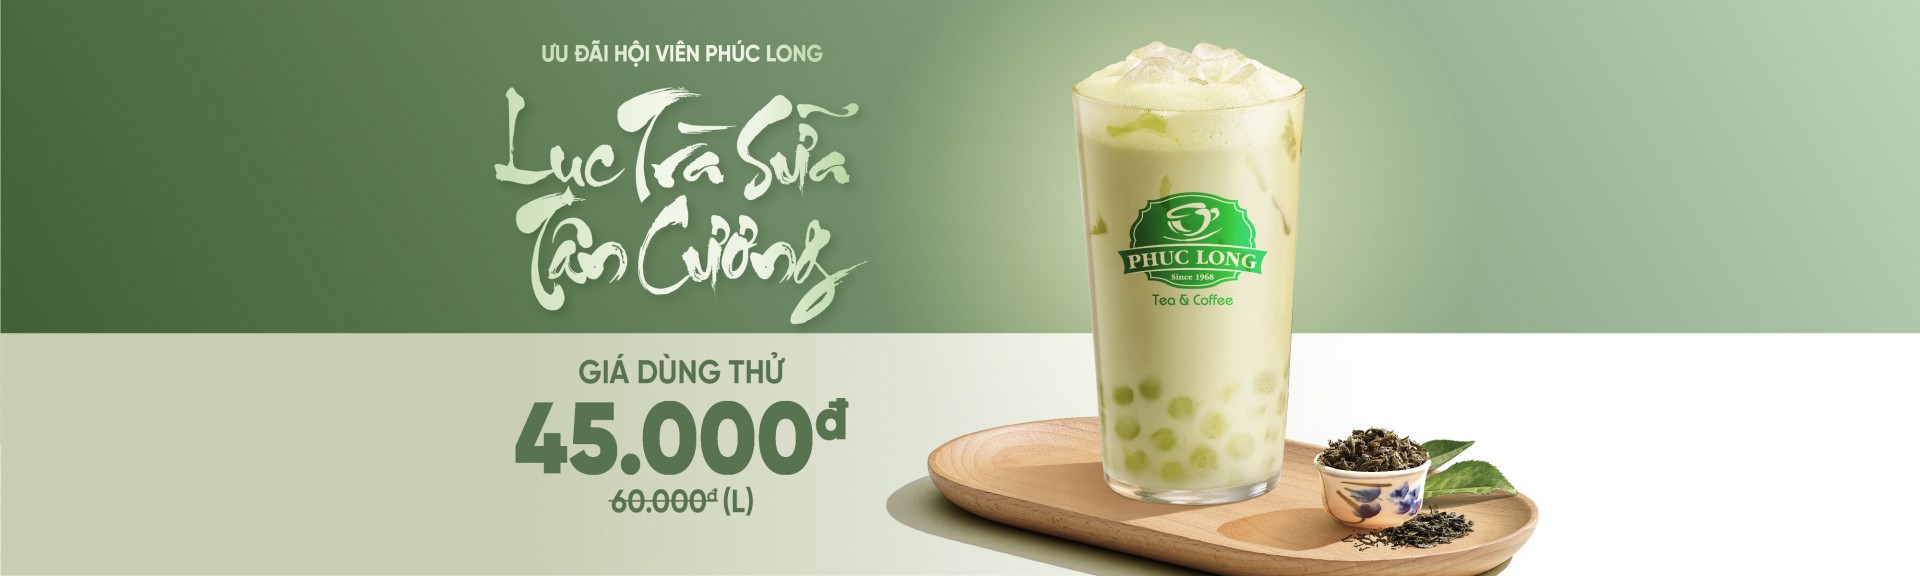 ƯU ĐÃI HỘI VIÊN PHÚC LONG
Lục Trà Sữa
Tân Cương
GIÁ DÙNG THỬ
45.000đ
60.000đ (L)
PHUC LONG
Since 1968
Tea & Coffee